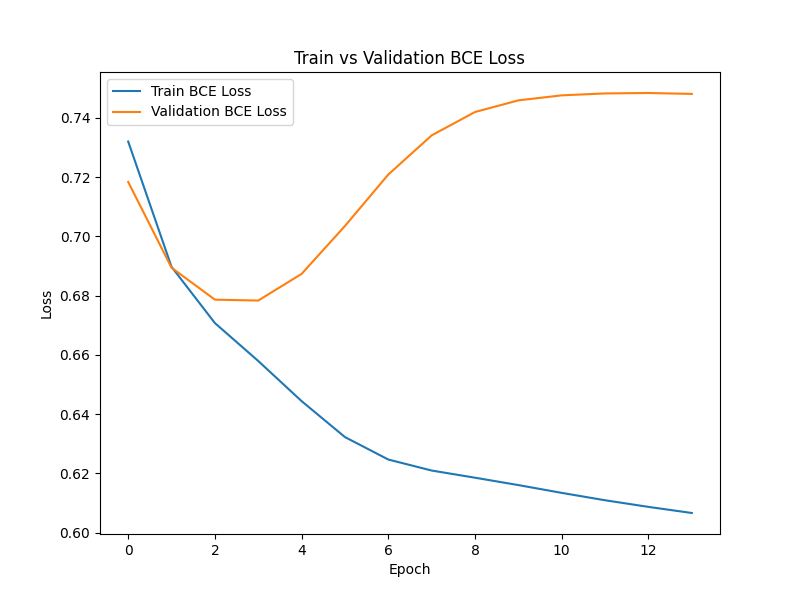 Train vs Validation BCE Loss
Train BCE Loss
Validation BCE Loss
0.74
0.72
0.70
0.68
0.66
0.64
0.62
0.60
Loss
0 2 4 6 8 10 12
Epoch